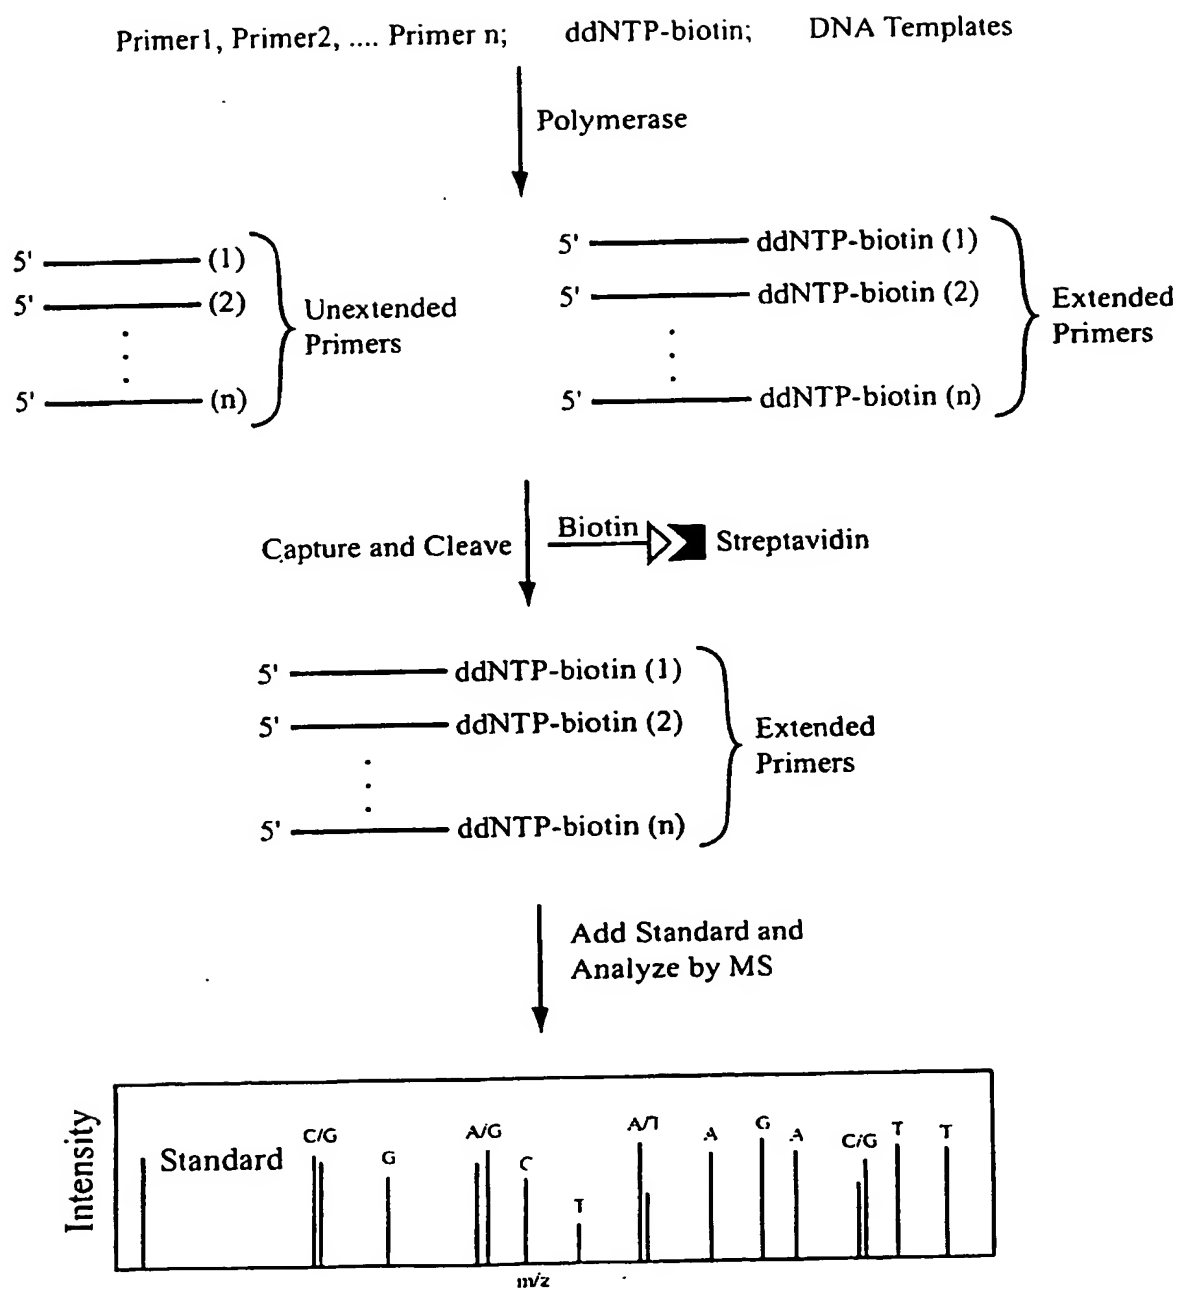 Primer1, Primer2, .... Primer n; ddNTP-biotin; DNA Templates
Polymerase
5' (1)
5' (2)
5' (n)
Unextended
Primers
5' ddNTP-biotin (1)
5' ddNTP-biotin (2)
5' ddNTP-biotin (n)
Extended
Primers
Capture and Cleave
Biotin
Streptavidin
5' ddNTP-biotin (1)
5' ddNTP-biotin (2)
5' ddNTP-biotin (n)
Extended
Primers
Add Standard and
Analyze by MS
Intensity
Standard
C/G
G
A/G
C
T
A/T
A
G
A
C/G
T
T
m/z